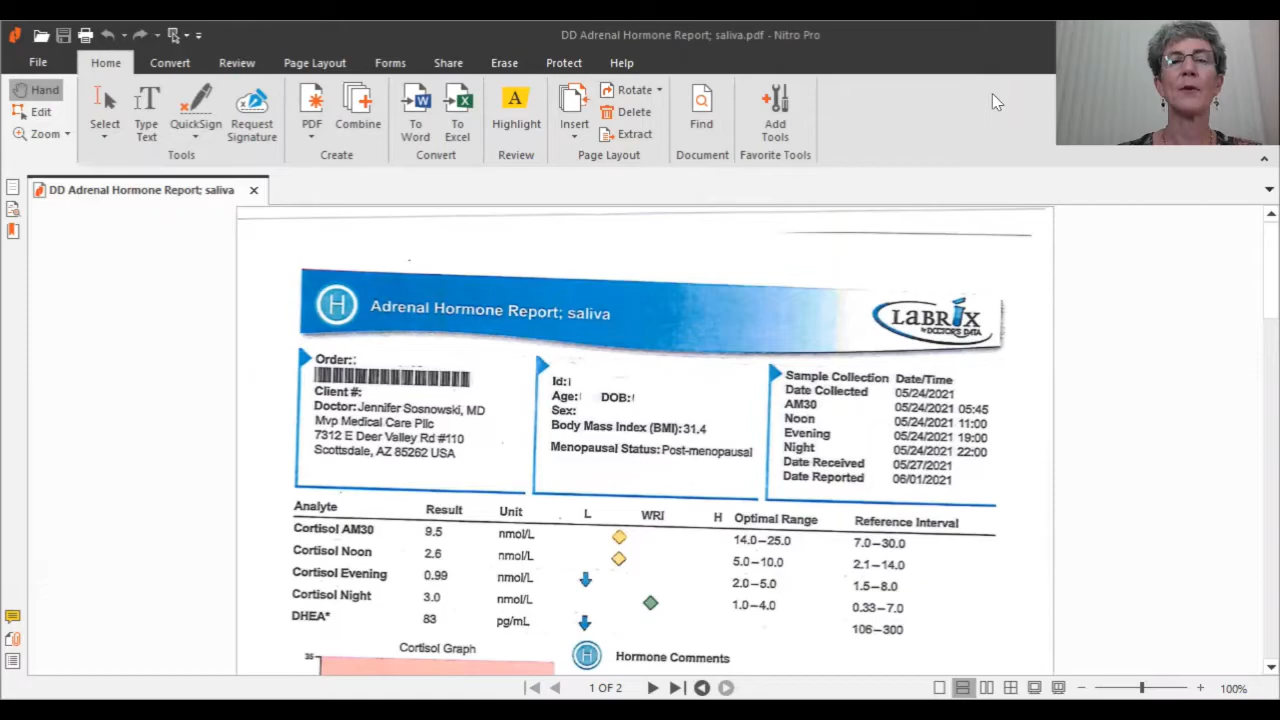 DD Adrenal Hormone Report; saliva.pdf - Nitro Pro
File Home Convert Review Page Layout Forms Share Erase Protect Help
Hand
Edit
Zoom
Select
Type Text
QuickSign
Request Signature
Tools
PDF
Combine
Create
To Word
To Excel
Convert
Highlight
Review
Insert
Rotate
Delete
Extract
Page Layout
Find
Document
Add Tools
Favorite Tools
DD Adrenal Hormone Report; saliva
H Adrenal Hormone Report; saliva
LABRIX
by DOCTOR'S DATA
Order::
Client #:
Doctor: Jennifer Sosnowski, MD
Mvp Medical Care Pllc
7312 E Deer Valley Rd #110
Scottsdale, AZ 85262 USA
Id:
Age: DOB:
Sex:
Body Mass Index (BMI): 31.4
Menopausal Status: Post-menopausal
Sample Collection Date/Time
Date Collected 05/24/2021
AM30 05/24/2021 05:45
Noon 05/24/2021 11:00
Evening 05/24/2021 19:00
Night 05/24/2021 22:00
Date Received 05/27/2021
Date Reported 06/01/2021
Analyte Result Unit L WRI H Optimal Range Reference Interval
Cortisol AM30 9.5 nmol/L 14.0–25.0 7.0–30.0
Cortisol Noon 2.6 nmol/L 5.0–10.0 2.1–14.0
Cortisol Evening 0.99 nmol/L 2.0–5.0 1.5–8.0
Cortisol Night 3.0 nmol/L 1.0–4.0 0.33–7.0
DHEA* 83 pg/mL 106–300
Cortisol Graph
35
H Hormone Comments
1 OF 2
100%